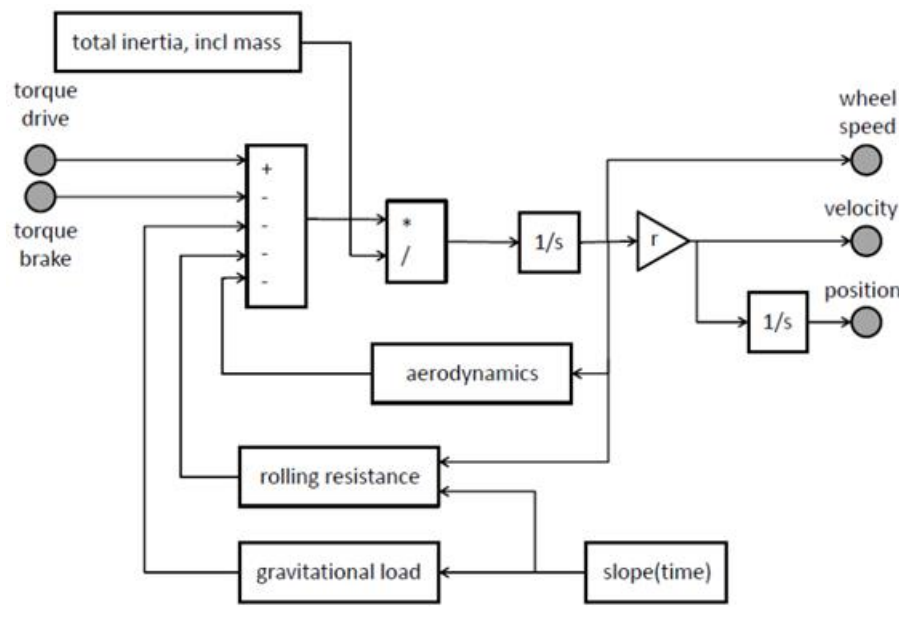 total inertia, incl mass
torque
drive
wheel
speed
+
-
-
-
-
*
/
1/s
r
velocity
torque
brake
position
1/s
aerodynamics
rolling resistance
gravitational load
slope(time)